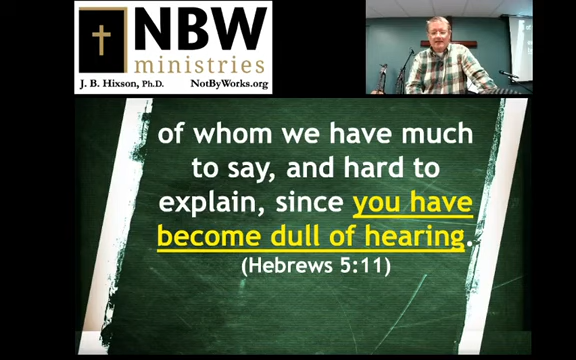 NBW
ministries
J. B. Hixson, Ph.D. NotByWorks.org
of whom we have much
to say, and hard to
explain, since you have
become dull of hearing.
(Hebrews 5:11)